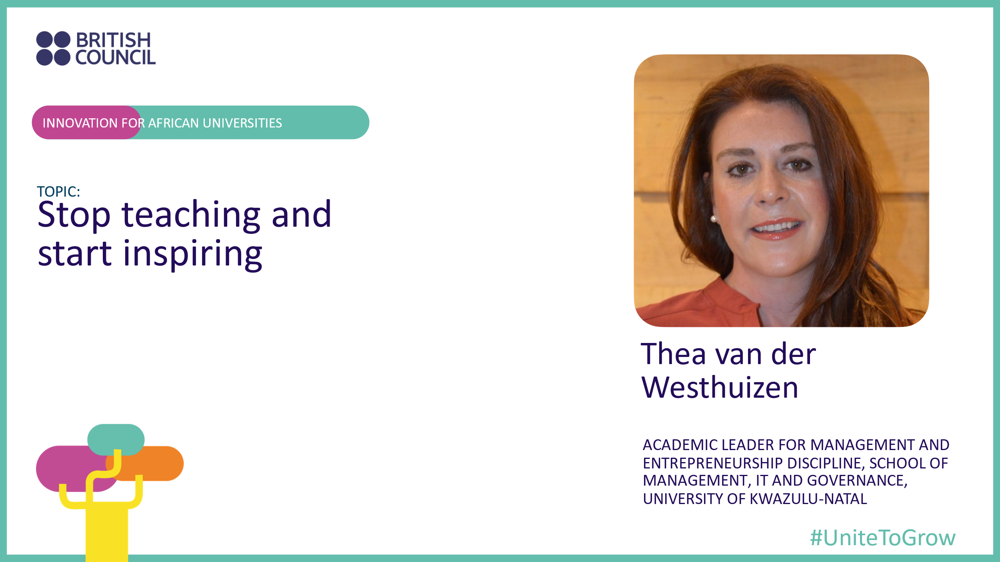 BRITISH
COUNCIL
INNOVATION FOR AFRICAN UNIVERSITIES
TOPIC:
Stop teaching and
start inspiring
Thea van der
Westhuizen
ACADEMIC LEADER FOR MANAGEMENT AND
ENTREPRENEURSHIP DISCIPLINE, SCHOOL OF
MANAGEMENT, IT AND GOVERNANCE,
UNIVERSITY OF KWAZULU-NATAL
#UniteToGrow